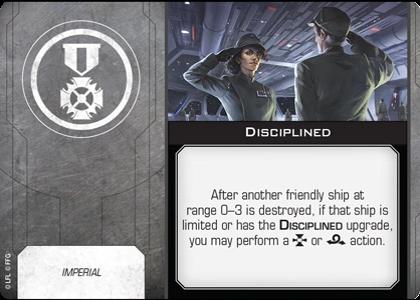 DISCIPLINED
After another friendly ship at
range 0–3 is destroyed, if that ship is
limited or has the DISCIPLINED upgrade,
you may perform a or action.
IMPERIAL
© LFL © FFG